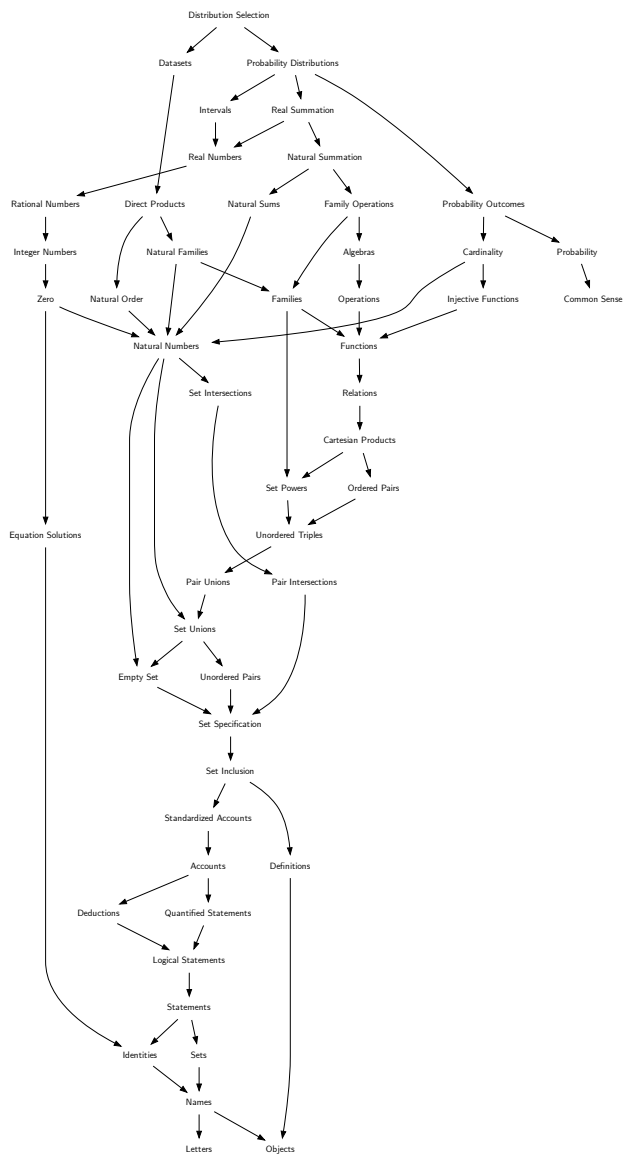 Distribution Selection
Datasets
Probability Distributions
Intervals
Real Summation
Real Numbers
Natural Summation
Rational Numbers
Direct Products
Natural Sums
Family Operations
Probability Outcomes
Integer Numbers
Natural Families
Algebras
Cardinality
Probability
Zero
Natural Order
Families
Operations
Injective Functions
Common Sense
Natural Numbers
Functions
Set Intersections
Relations
Cartesian Products
Set Powers
Ordered Pairs
Equation Solutions
Unordered Triples
Pair Unions
Pair Intersections
Set Unions
Empty Set
Unordered Pairs
Set Specification
Set Inclusion
Standardized Accounts
Accounts
Definitions
Deductions
Quantified Statements
Logical Statements
Statements
Identities
Sets
Names
Letters
Objects